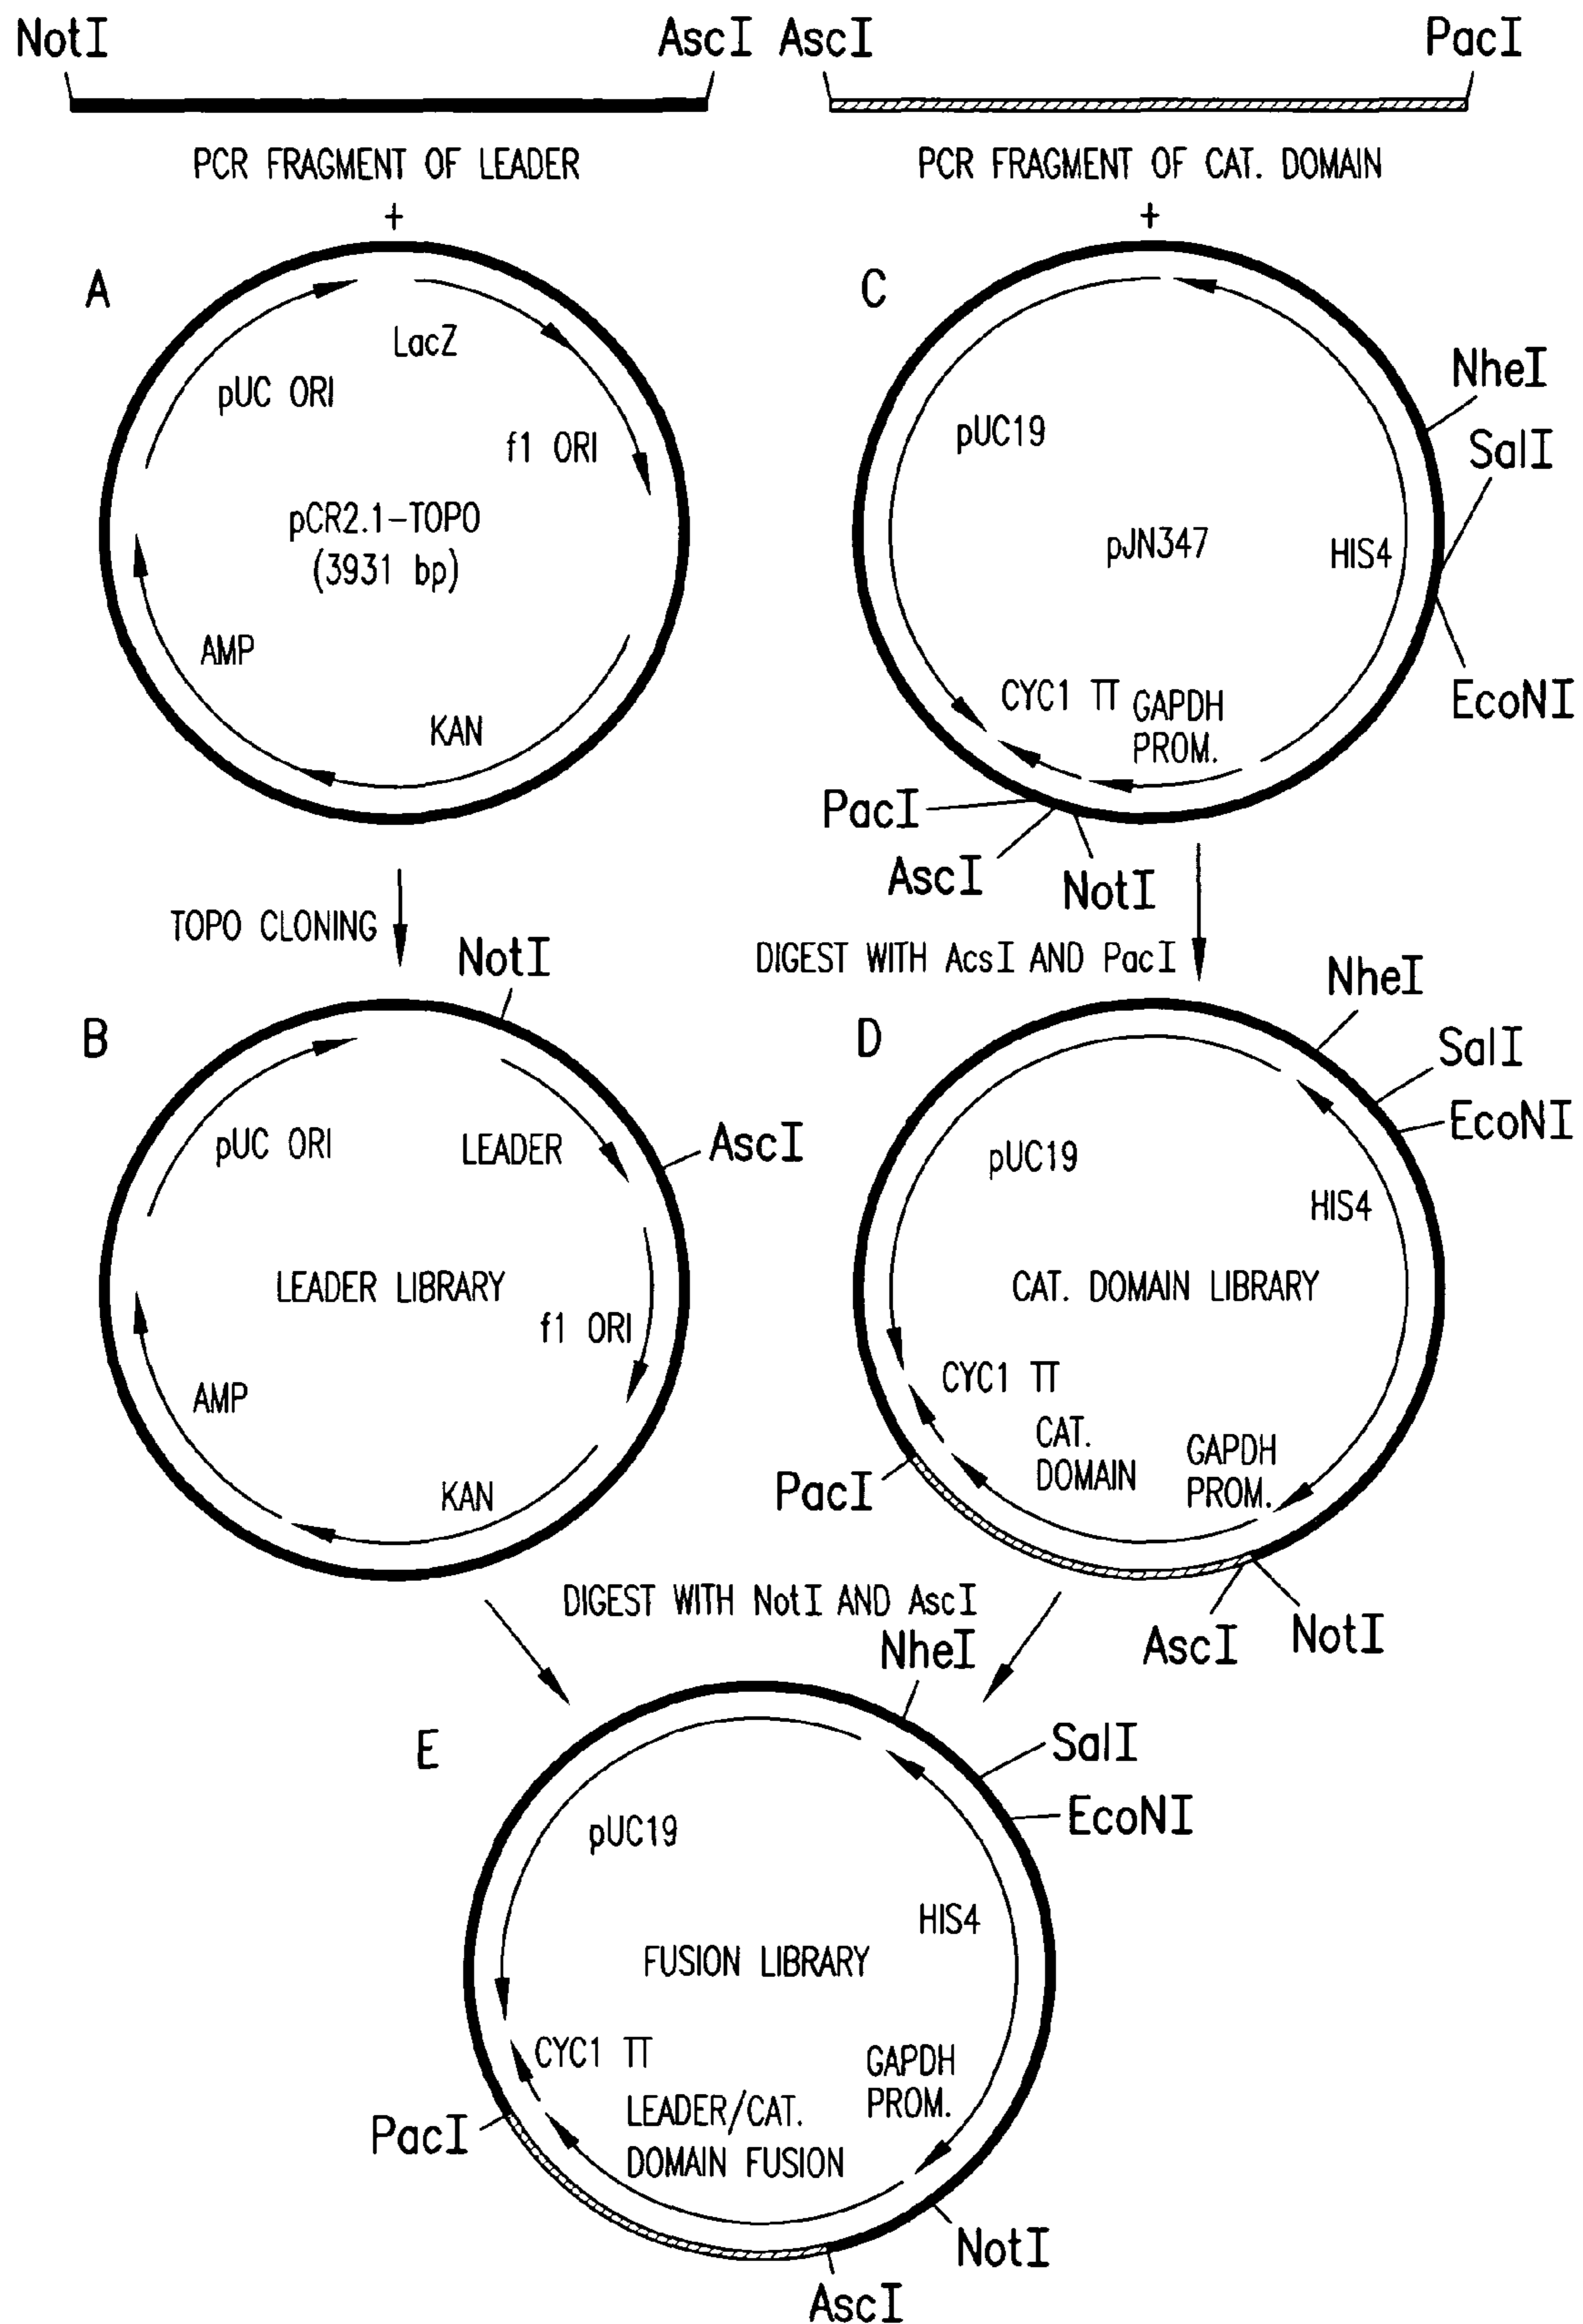 NotI
AscI
AscI
PacI
PCR FRAGMENT OF LEADER
PCR FRAGMENT OF CAT. DOMAIN
+
+
A
LacZ
pUC ORI
f1 ORI
pCR2.1-TOPO
(3931 bp)
AMP
KAN
C
NheI
SalI
pUC19
pJN347
HIS4
EcoNI
CYC1 TT
GAPDH
PROM.
PacI
AscI
NotI
TOPO CLONING
DIGEST WITH AcsI AND PacI
B
NotI
pUC ORI
LEADER
AscI
LEADER LIBRARY
f1 ORI
AMP
KAN
D
NheI
SalI
EcoNI
pUC19
HIS4
CAT. DOMAIN LIBRARY
CYC1 TT
CAT.
DOMAIN
GAPDH
PROM.
PacI
AscI
NotI
DIGEST WITH NotI AND AscI
E
NheI
SalI
EcoNI
pUC19
HIS4
FUSION LIBRARY
CYC1 TT
GAPDH
PROM.
LEADER/CAT.
DOMAIN FUSION
PacI
NotI
AscI